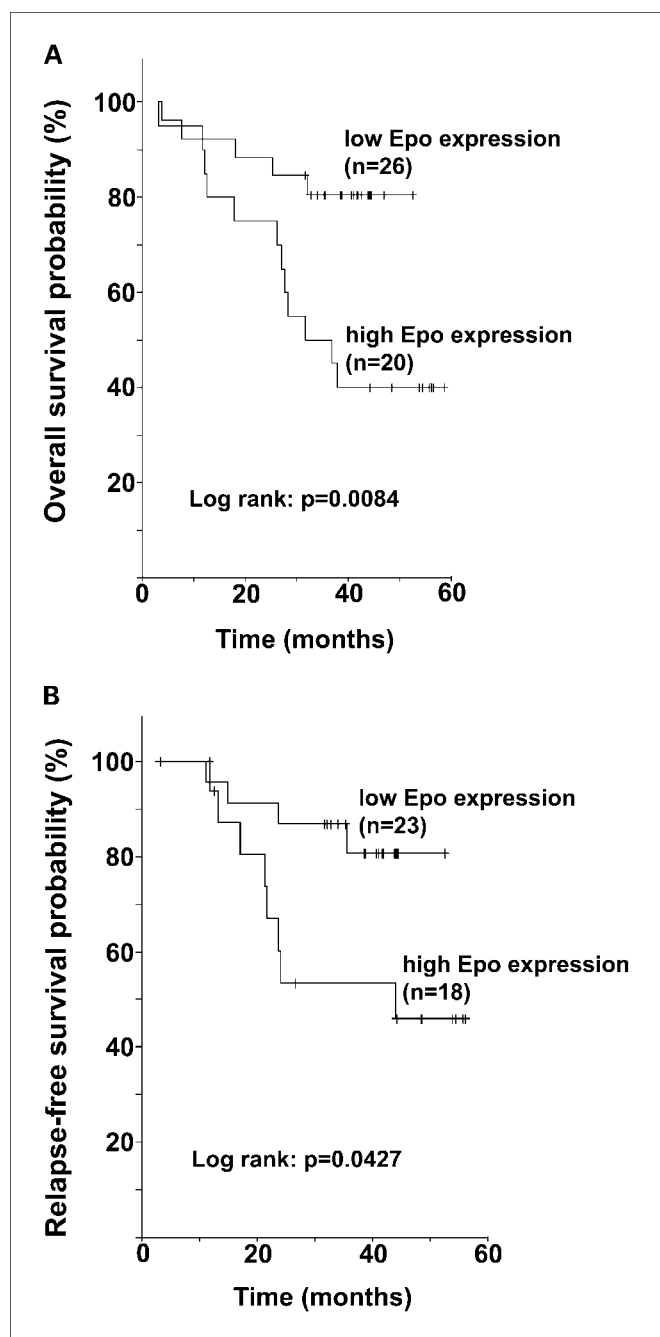 A
Overall survival probability (%)
100
80
60
40
20
low Epo expression
(n=26)
high Epo expression
(n=20)
Log rank: p=0.0084
0 20 40 60
Time (months)
B
Relapse-free survival probability (%)
100
80
60
40
20
low Epo expression
(n=23)
high Epo expression
(n=18)
Log rank: p=0.0427
0 20 40 60
Time (months)